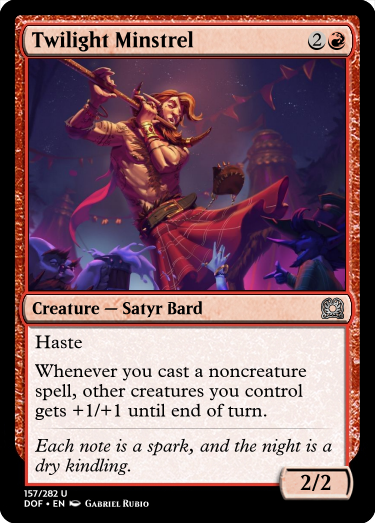 Twilight Minstrel 2
Creature — Satyr Bard
Haste
Whenever you cast a noncreature
spell, other creatures you control
gets +1/+1 until end of turn.
Each note is a spark, and the night is a
dry kindling.
2/2
157/282 U
DOF • EN Gabriel Rubio